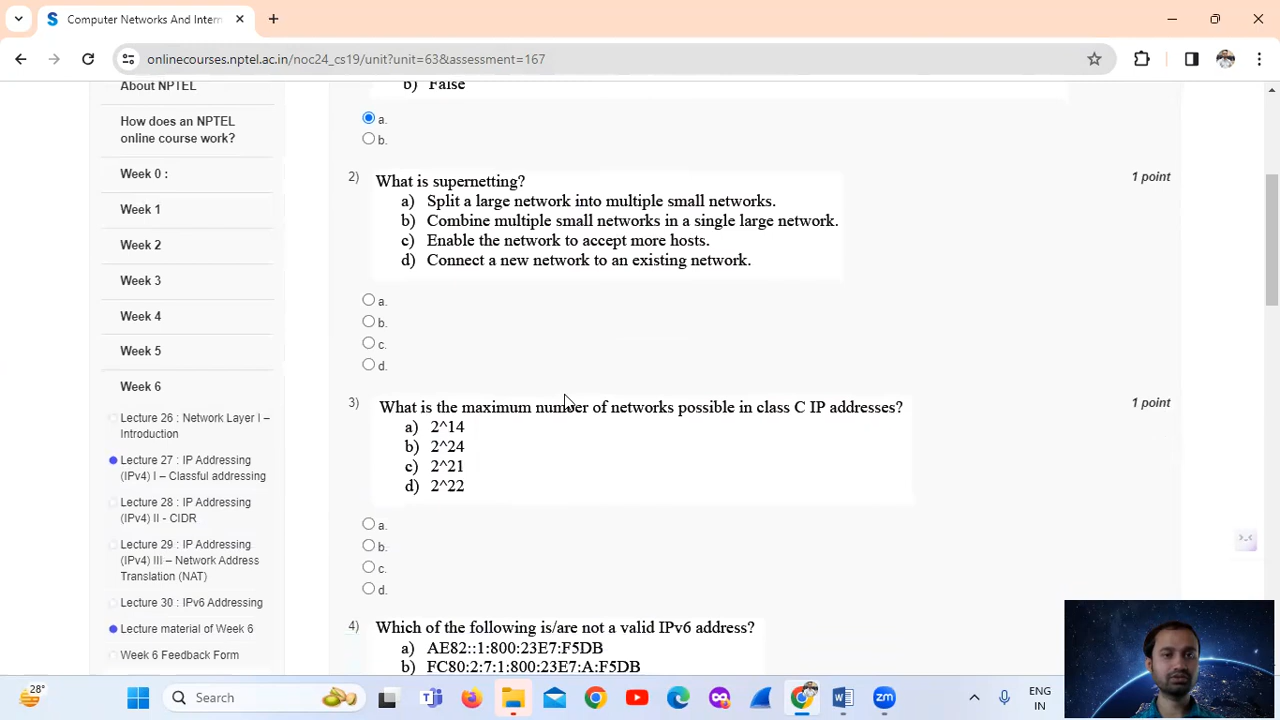 Computer Networks And Intern
onlinecourses.nptel.ac.in/noc24_cs19/unit?unit=63&assessment=167
About NPTEL
How does an NPTEL
online course work?
Week 0 :
Week 1
Week 2
Week 3
Week 4
Week 5
Week 6
Lecture 26 : Network Layer I –
Introduction
Lecture 27 : IP Addressing
(IPv4) I – Classful addressing
Lecture 28 : IP Addressing
(IPv4) II - CIDR
Lecture 29 : IP Addressing
(IPv4) III – Network Address
Translation (NAT)
Lecture 30 : IPv6 Addressing
Lecture material of Week 6
Week 6 Feedback Form
b) False
a.
b.
2) What is supernetting? 1 point
a) Split a large network into multiple small networks.
b) Combine multiple small networks in a single large network.
c) Enable the network to accept more hosts.
d) Connect a new network to an existing network.
a.
b.
c.
d.
3) What is the maximum number of networks possible in class C IP addresses? 1 point
a) 2^14
b) 2^24
c) 2^21
d) 2^22
a.
b.
c.
d.
4) Which of the following is/are not a valid IPv6 address?
a) AE82::1:800:23E7:F5DB
b) FC80:2:7:1:800:23E7:A:F5DB
28°
Search
ENG
IN